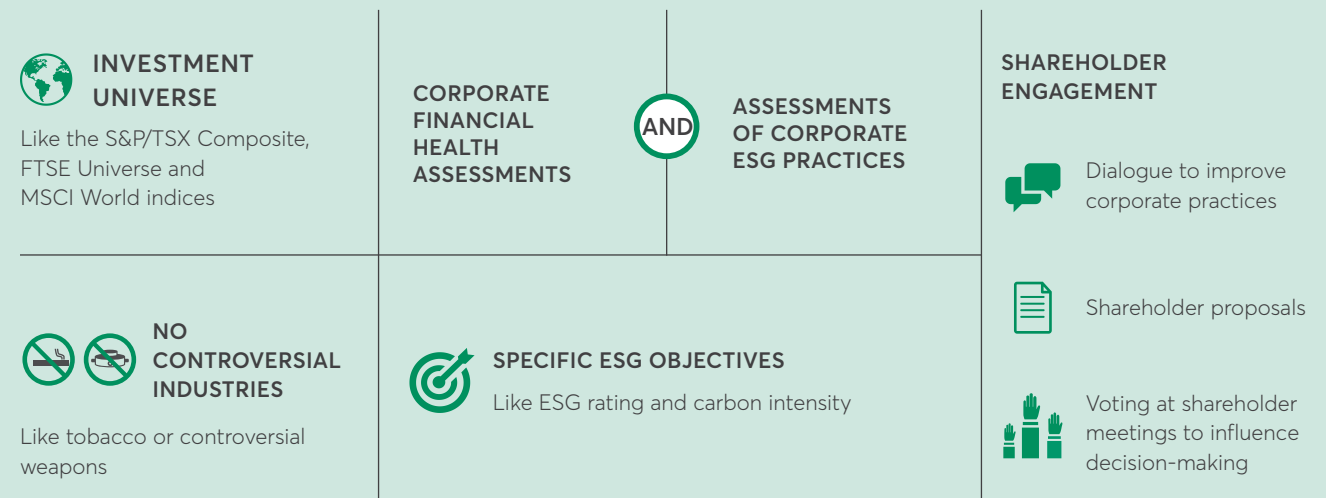 INVESTMENT
UNIVERSE
Like the S&P/TSX Composite,
FTSE Universe and
MSCI World indices
NO
CONTROVERSIAL
INDUSTRIES
Like tobacco or controversial
weapons
CORPORATE
FINANCIAL
HEALTH
ASSESSMENTS
AND
ASSESSMENTS
OF CORPORATE
ESG PRACTICES
SPECIFIC ESG OBJECTIVES
Like ESG rating and carbon intensity
SHAREHOLDER
ENGAGEMENT
Dialogue to improve
corporate practices
Shareholder proposals
Voting at shareholder
meetings to influence
decision-making